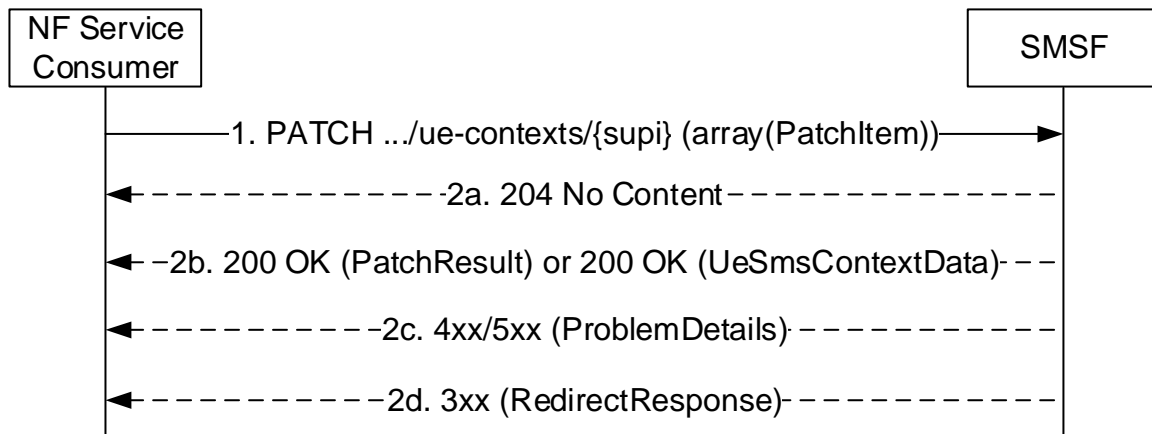 NF Service
Consumer
SMSF
1. PATCH .../ue-contexts/{supi} (array(PatchItem))
2a. 204 No Content
2b. 200 OK (PatchResult) or 200 OK (UeSmsContextData)
2c. 4xx/5xx (ProblemDetails)
2d. 3xx (RedirectResponse)